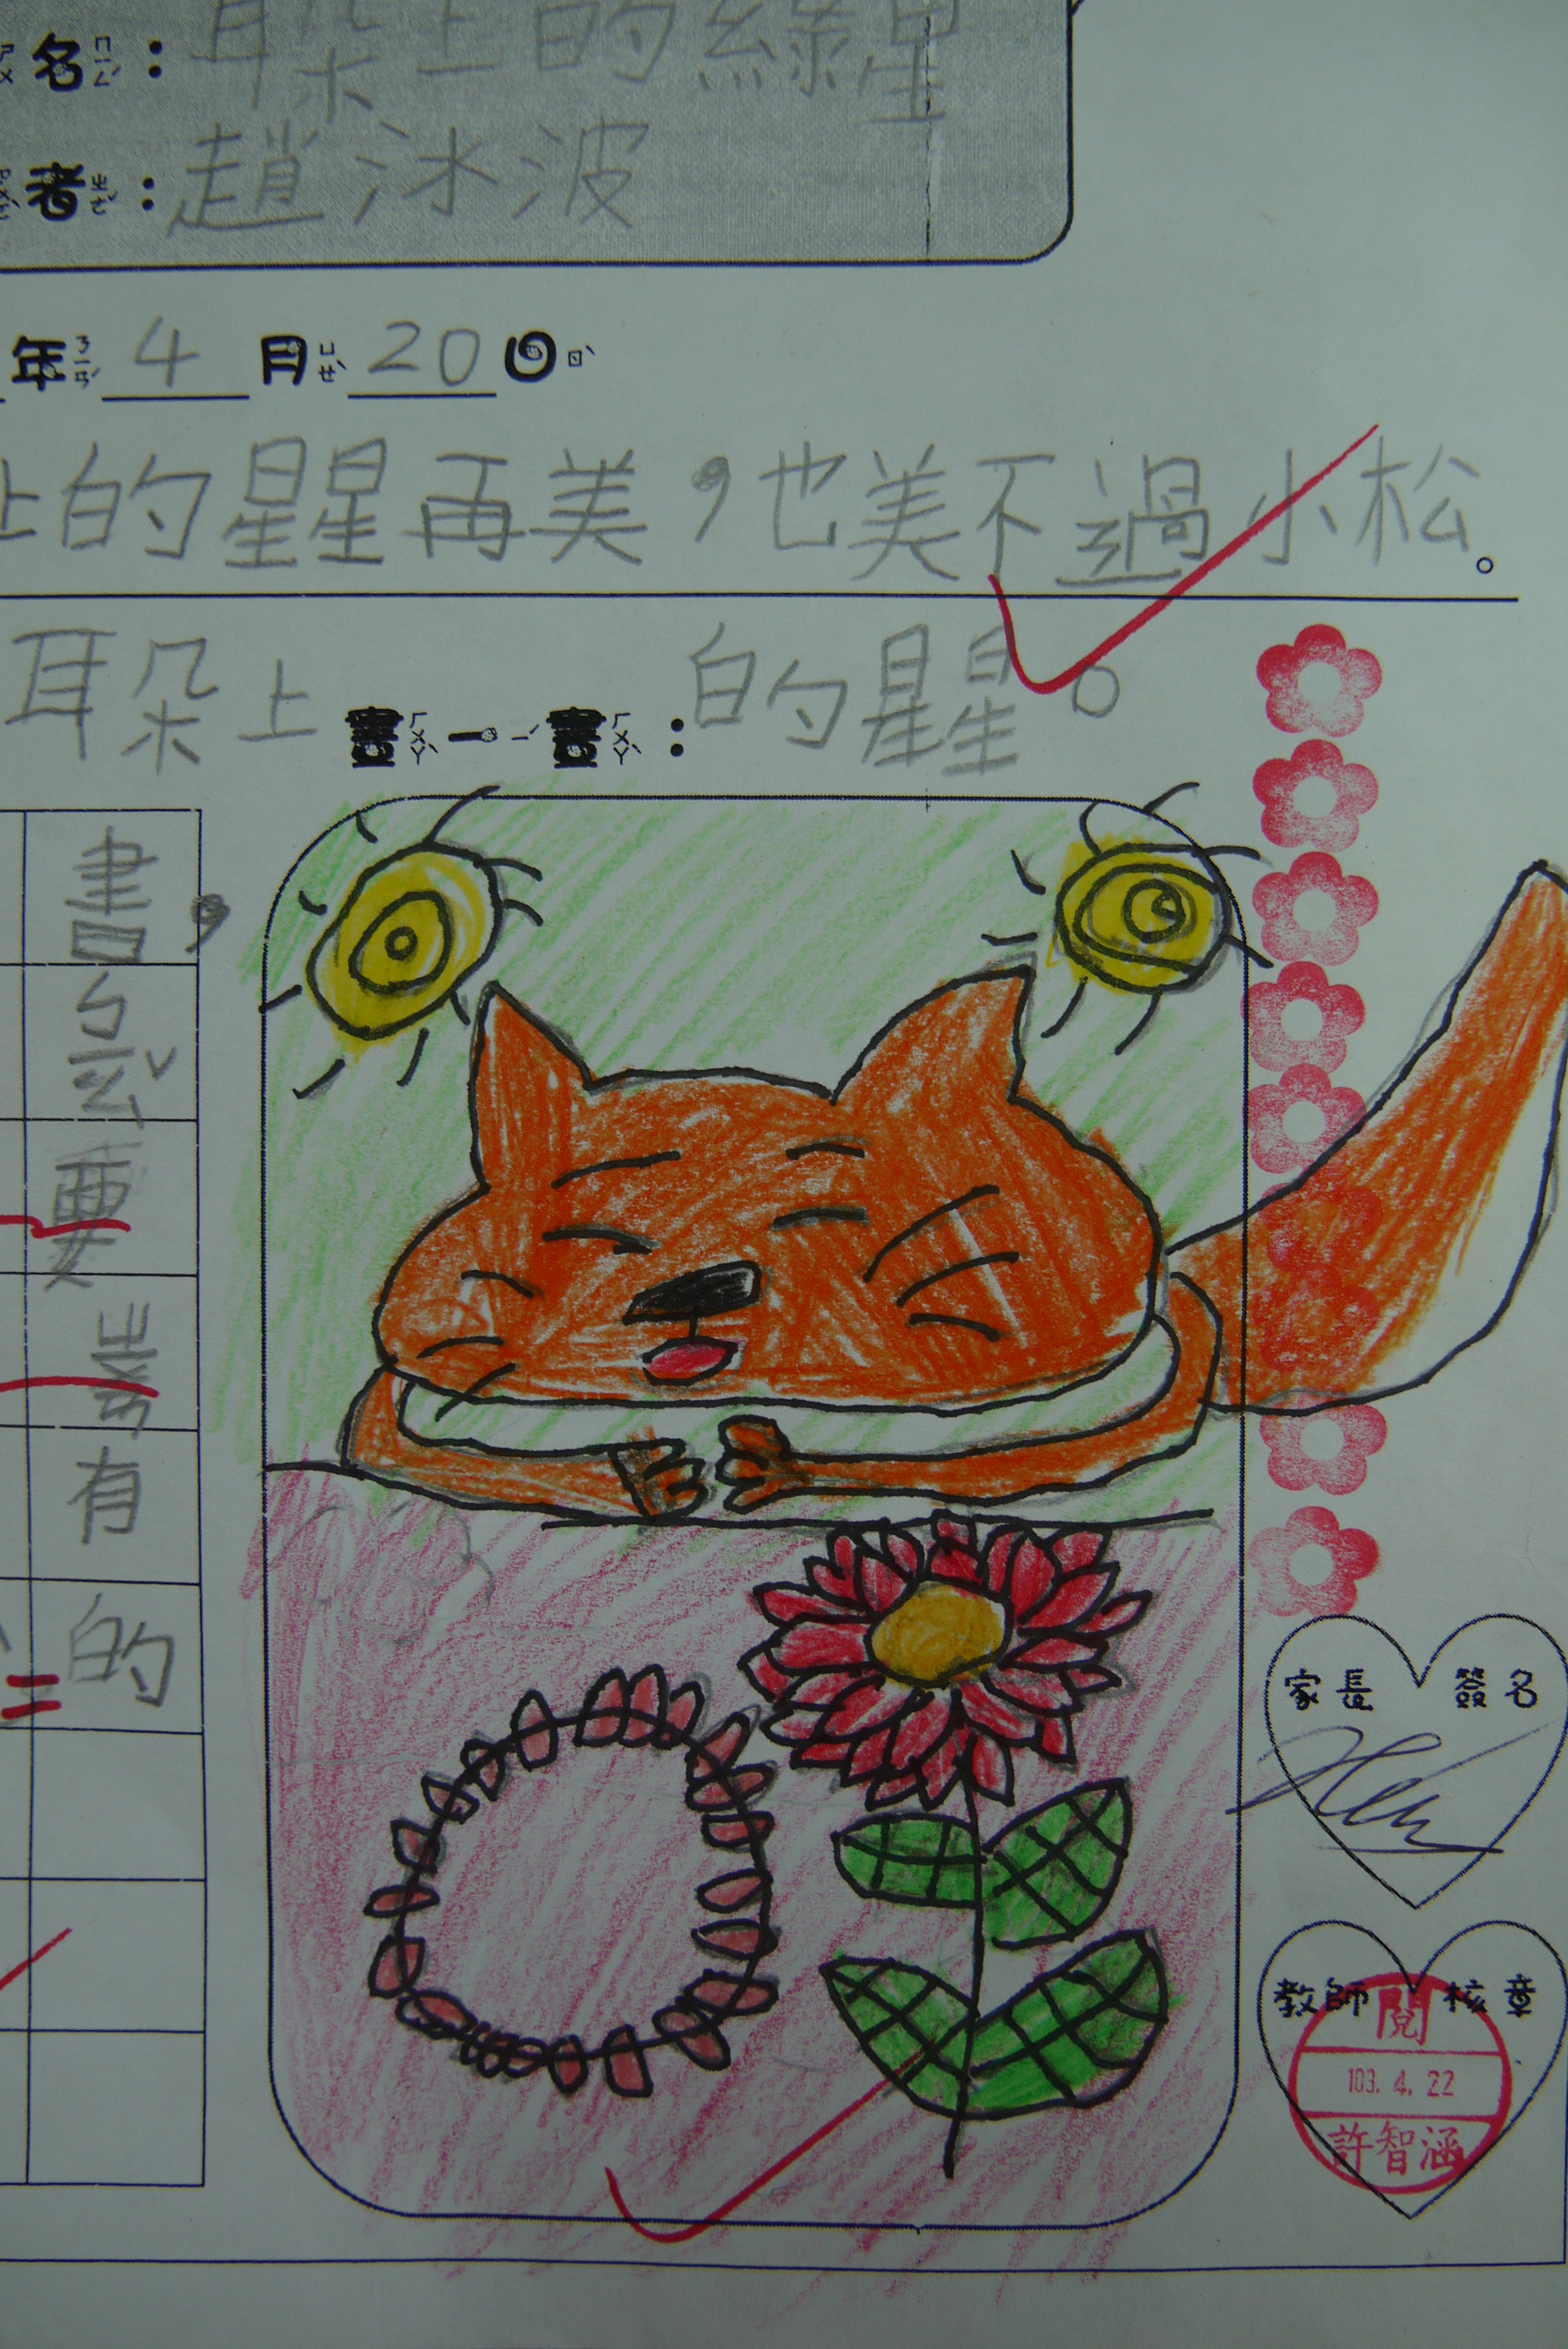 名ㄇㄧㄥˊ：耳朵上的綠星
者ㄓㄜˇ：趙冰波
年ㄋㄧㄢˊ 4 月ㄩㄝˋ 20 日ㄖˋ
上的星星再美，也美不過小松。
耳朵上的星星。
畫ㄏㄨㄚˋ一ㄧˊ畫ㄏㄨㄚˋ：
書，
要
有
的
家長簽名
教師核章
閱
103. 4. 22
許智涵